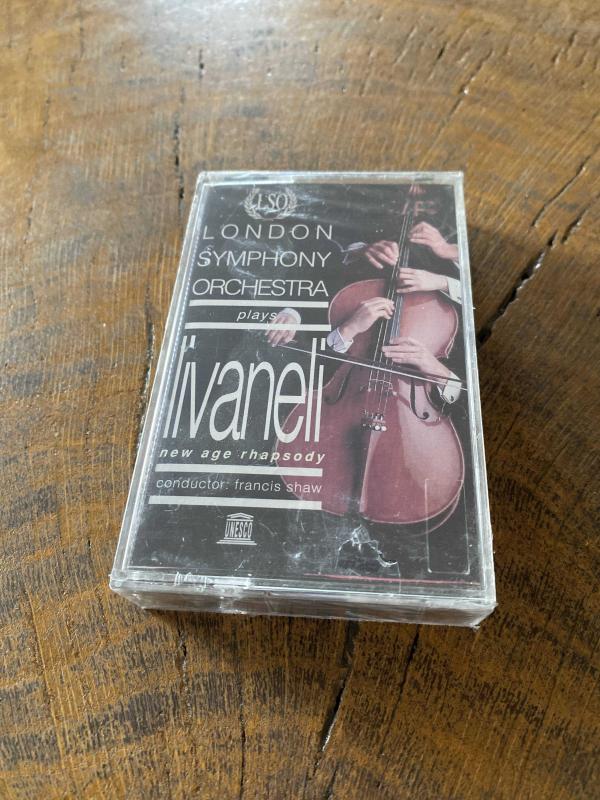 LSO
LONDON
SYMPHONY
ORCHESTRA
plays
livaneli
new age rhapsody
conductor: francis shaw
UNESCO